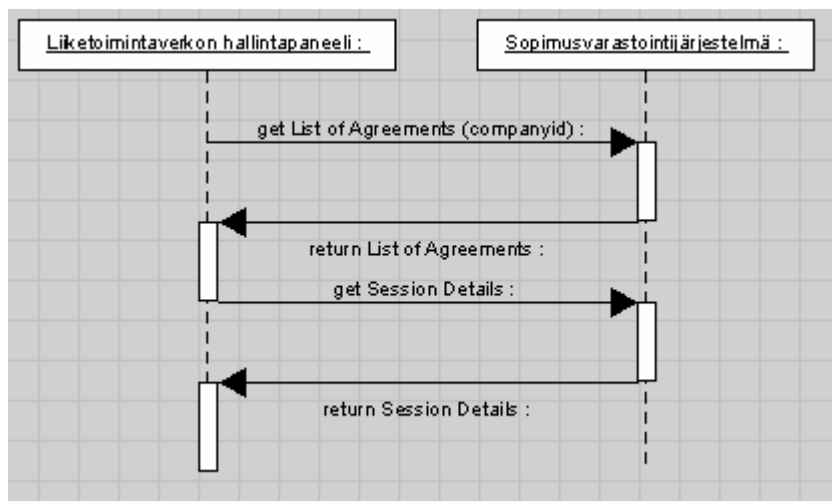 Liiketoimintaverkon hallintapaneeli :
Sopimusvarastointijärjestelmä :
get List of Agreements (companyid) :
return List of Agreements :
get Session Details :
return Session Details :